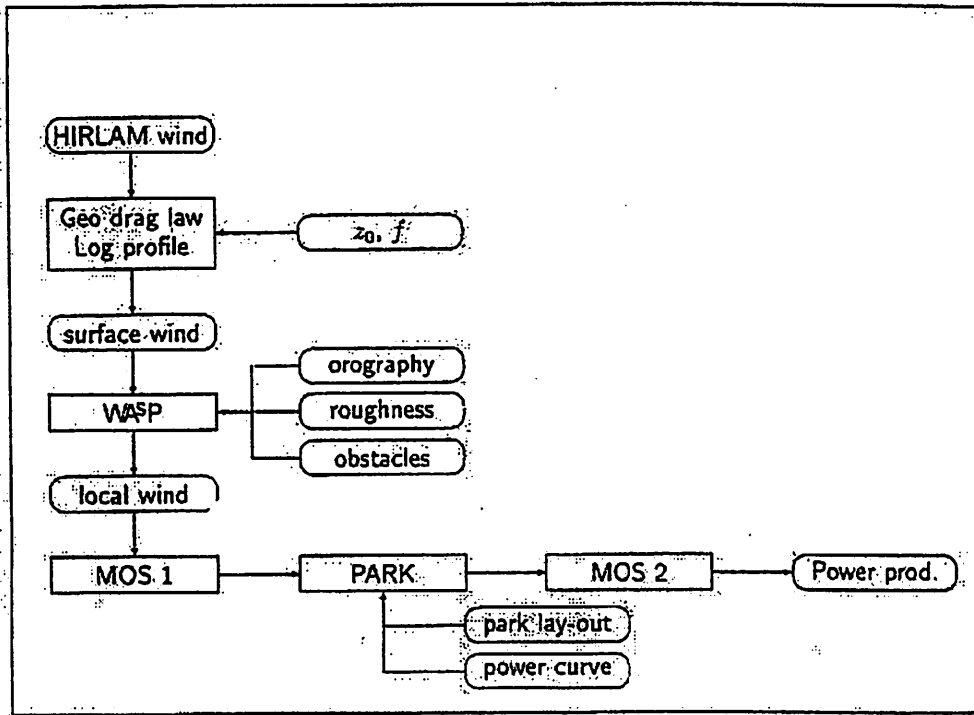 HIRLAM wind
Geo drag law
Log profile
z₀, f
surface wind
orography
WAsP
roughness
obstacles
local wind
MOS 1
PARK
MOS 2
Power prod.
park lay-out
power curve